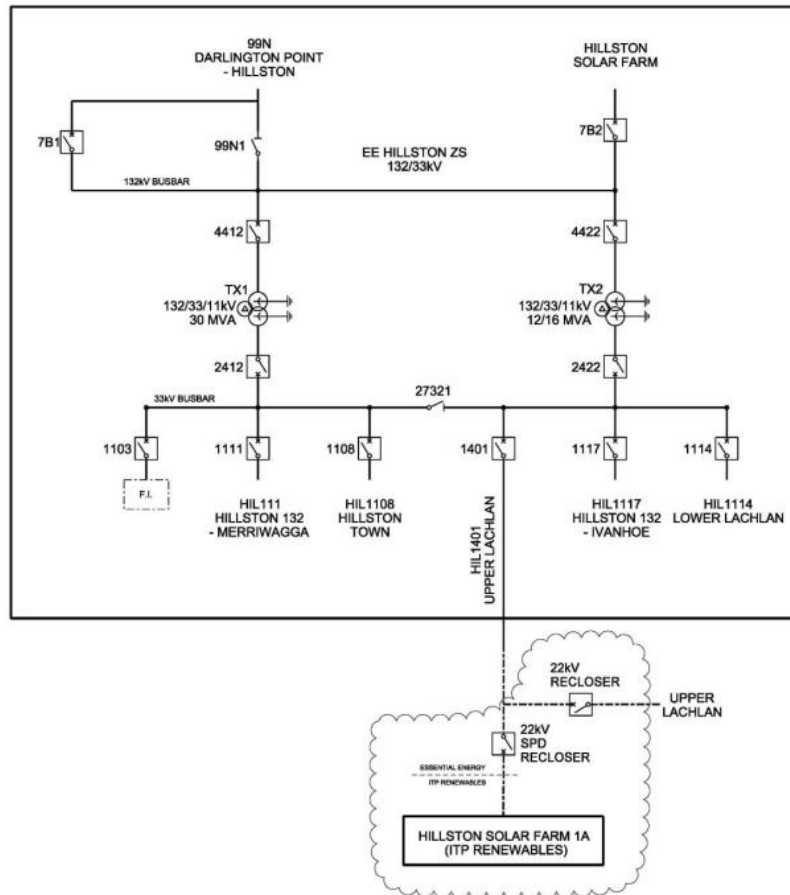 99N
DARLINGTON POINT
- HILLSTON
HILLSTON
SOLAR FARM
7B1
99N1
7B2
EE HILLSTON ZS
132/33kV
132kV BUSBAR
4412
4422
TX1
132/33/11kV
30 MVA
TX2
132/33/11kV
12/16 MVA
2412
2422
27321
33kV BUSBAR
1103
1111
1108
1401
1117
1114
F.I.
HIL111
HILLSTON 132
- MERRIWAGGA
HIL1108
HILLSTON
TOWN
HIL1401
UPPER LACHLAN
HIL1117
HILLSTON 132
- IVANHOE
HIL1114
LOWER LACHLAN
22kV
RECLOSER
UPPER
LACHLAN
22kV
SPD
RECLOSER
ESSENTIAL ENERGY
ITP RENEWABLES
HILLSTON SOLAR FARM 1A
(ITP RENEWABLES)